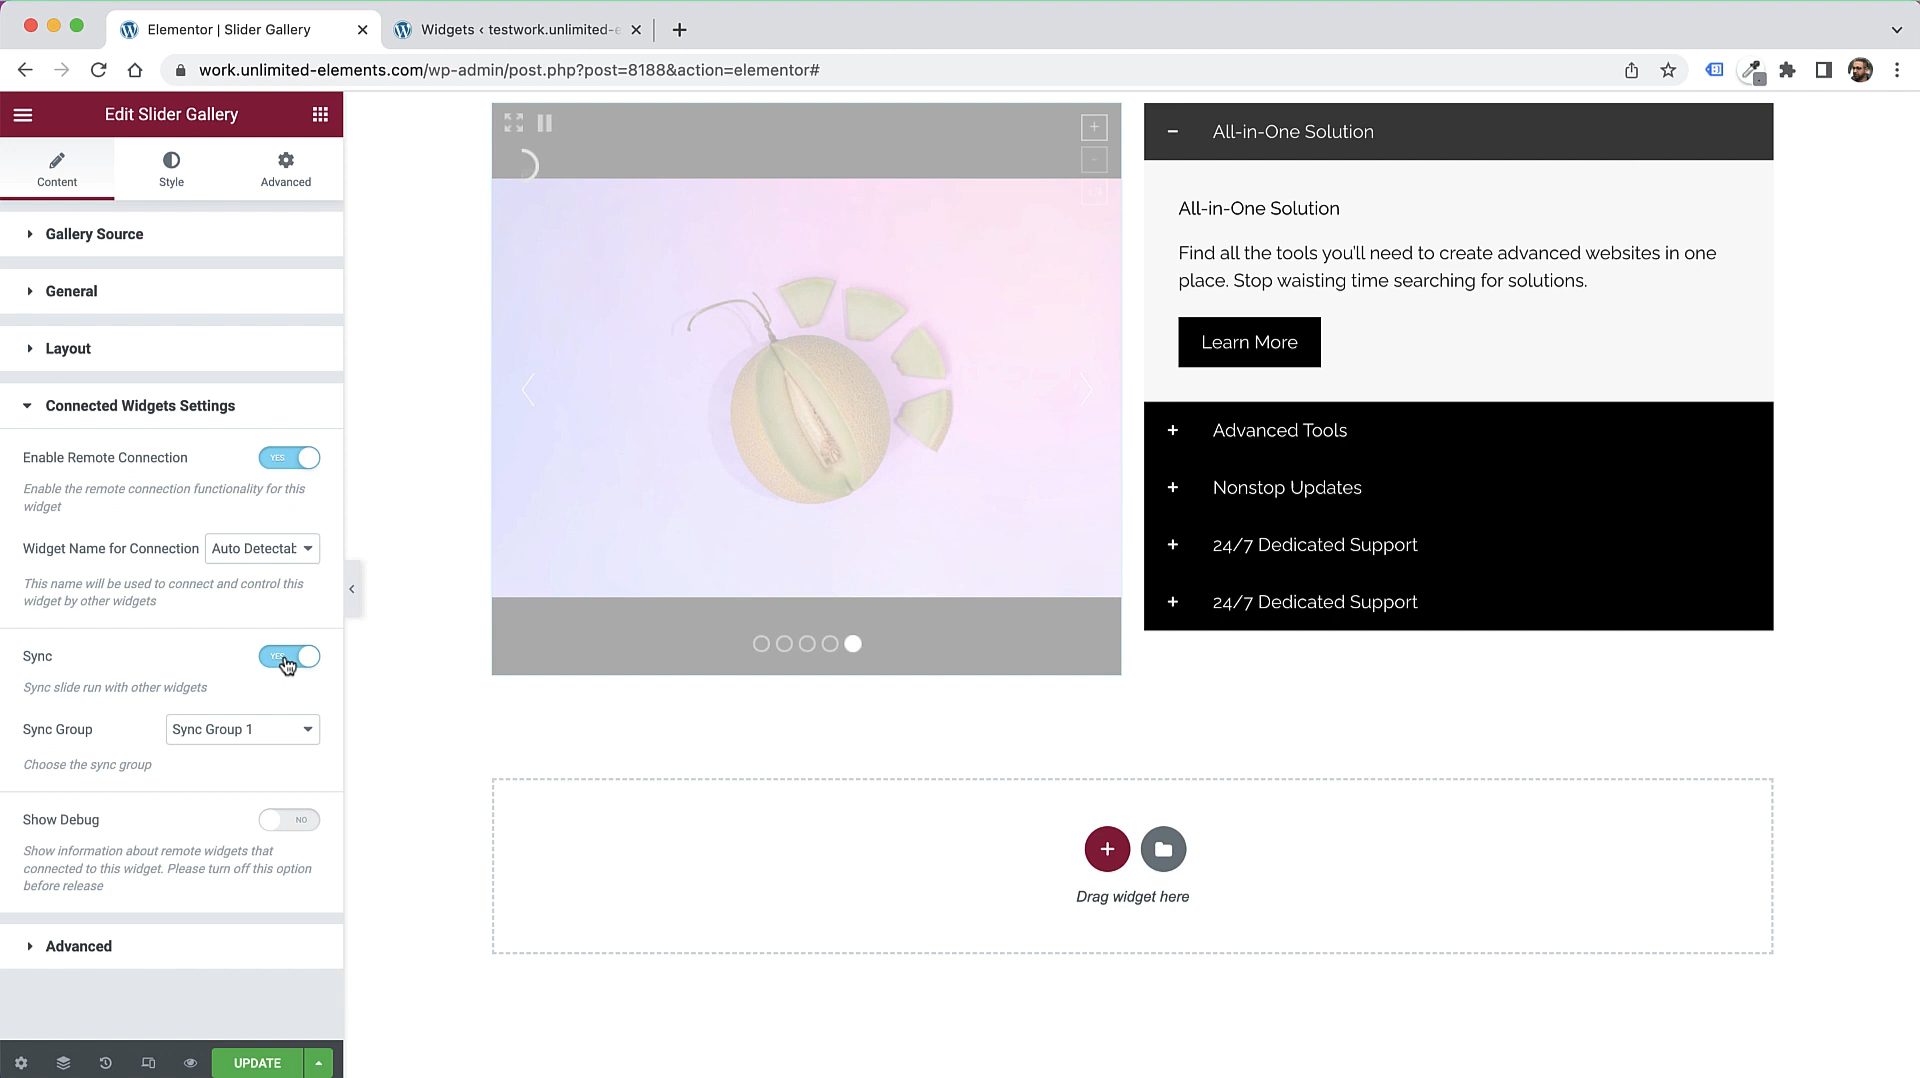 Elementor | Slider Gallery
Widgets ‹ testwork.unlimited-e
work.unlimited-elements.com/wp-admin/post.php?post=8188&action=elementor#
Edit Slider Gallery
Content
Style
Advanced
Gallery Source
General
Layout
Connected Widgets Settings
Enable Remote Connection
YES
Enable the remote connection functionality for this
widget
Widget Name for Connection
Auto Detectab
This name will be used to connect and control this
widget by other widgets
Sync
YES
Sync slide run with other widgets
Sync Group
Sync Group 1
Choose the sync group
Show Debug
NO
Show information about remote widgets that
connected to this widget. Please turn off this option
before release
Advanced
UPDATE
All-in-One Solution
All-in-One Solution
Find all the tools you'll need to create advanced websites in one
place. Stop waisting time searching for solutions.
Learn More
Advanced Tools
Nonstop Updates
24/7 Dedicated Support
24/7 Dedicated Support
Drag widget here